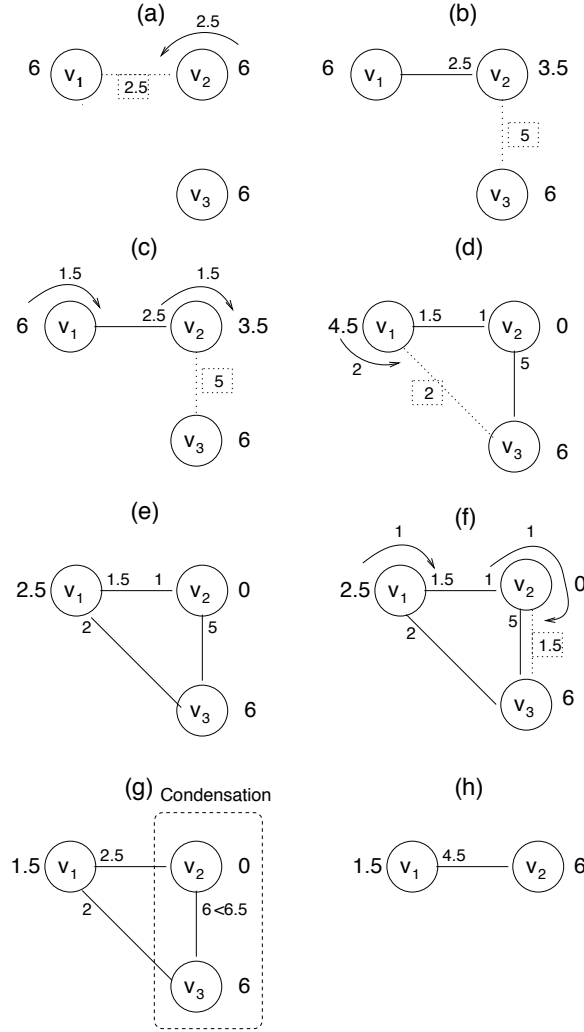 (a)
2.5
6 v1 v2 6
2.5
v3 6
(b)
6 v1 2.5 v2 3.5
5
v3 6
(c)
1.5 1.5
6 v1 2.5 v2 3.5
5
v3 6
(d)
4.5 v1 1.5 1 v2 0
2 5
2
v3 6
(e)
2.5 v1 1.5 1 v2 0
2 5
v3 6
(f)
1 1
2.5 v1 1.5 1 v2 0
2 5 1.5
v3 6
(g)
Condensation
1.5 v1 2.5 v2 0
2 6<6.5
v3 6
(h)
1.5 v1 4.5 v2 6